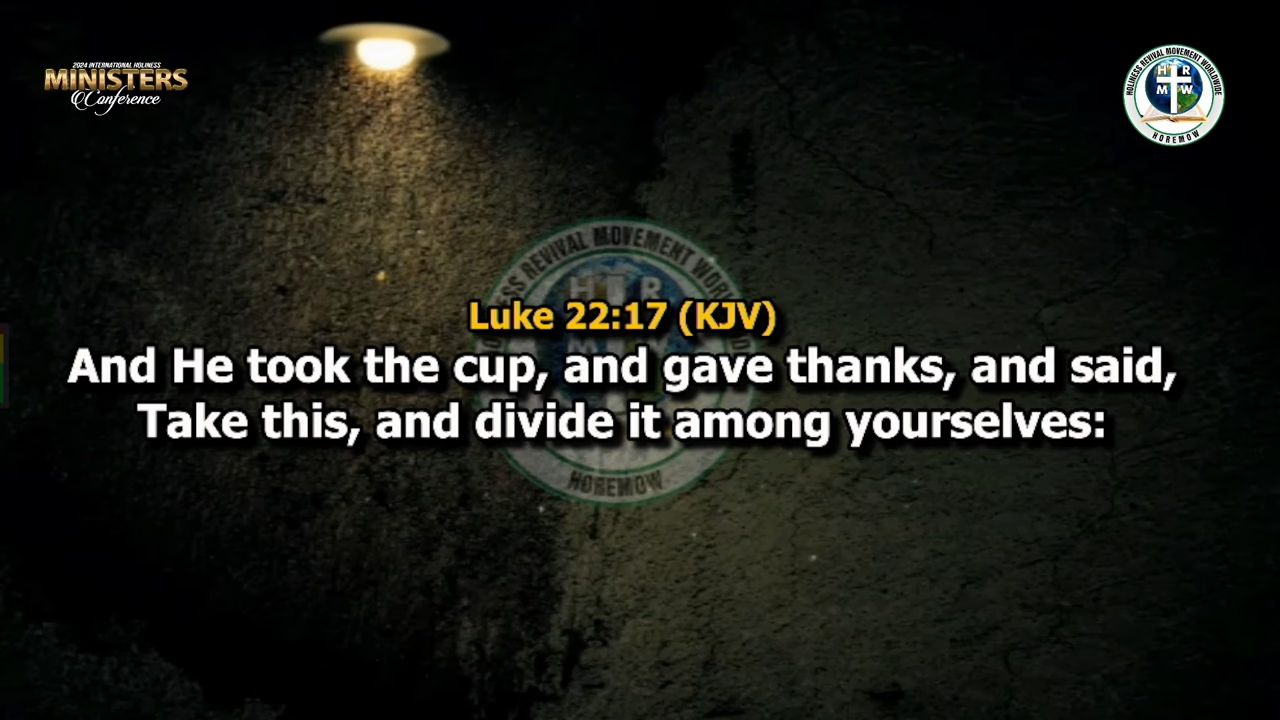 2024 INTERNATIONAL HOLINESS
MINISTERS
Conference
HOLINESS REVIVAL MOVEMENT WORLDWIDE
H R
M W
HOREMOW
Luke 22:17 (KJV)
And He took the cup, and gave thanks, and said,
Take this, and divide it among yourselves:
HOREMOW